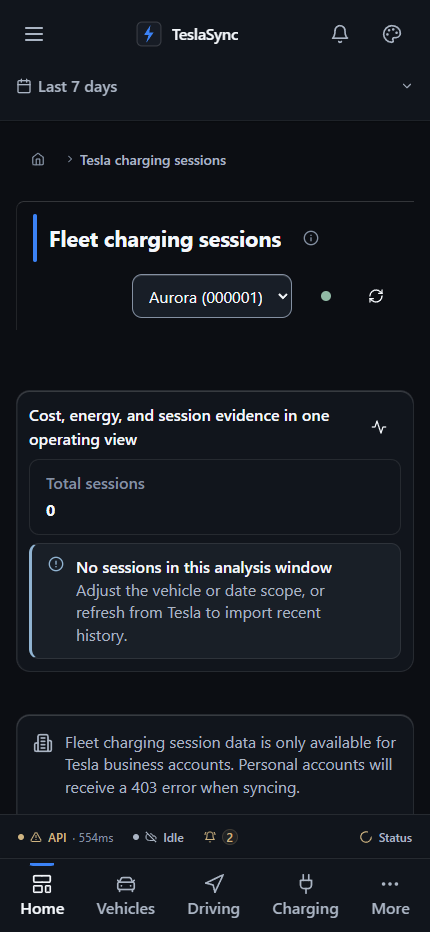 TeslaSync
Last 7 days
Tesla charging sessions
Fleet charging sessions
Aurora (000001)
Cost, energy, and session evidence in one
operating view
Total sessions
0
No sessions in this analysis window
Adjust the vehicle or date scope, or
refresh from Tesla to import recent
history.
Fleet charging session data is only available for
Tesla business accounts. Personal accounts will
receive a 403 error when syncing.
API · 554ms Idle 2 Status
Home Vehicles Driving Charging More